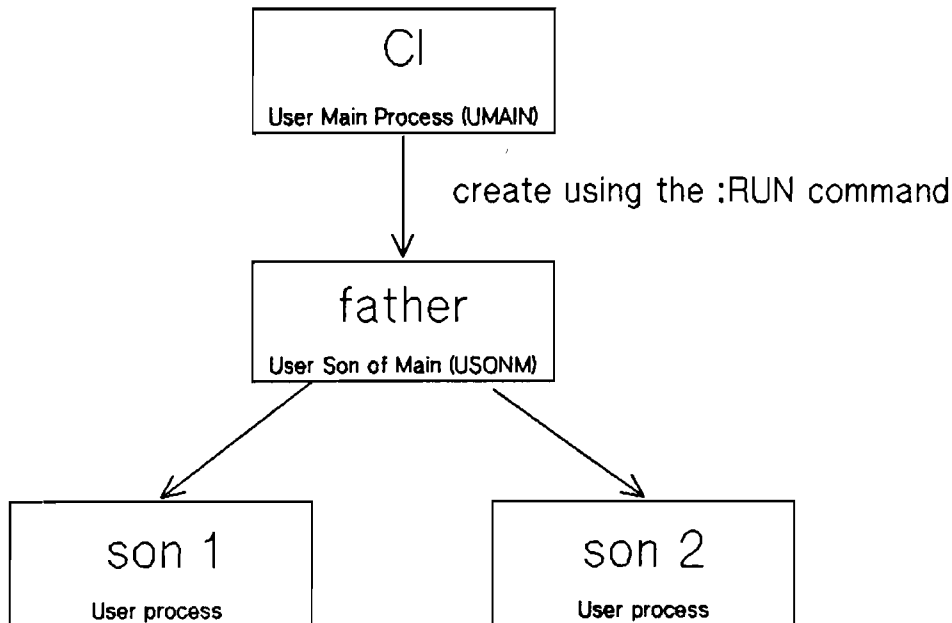 CI
User Main Process (UMAIN)
create using the :RUN command
father
User Son of Main (USONM)
son 1
User process
son 2
User process